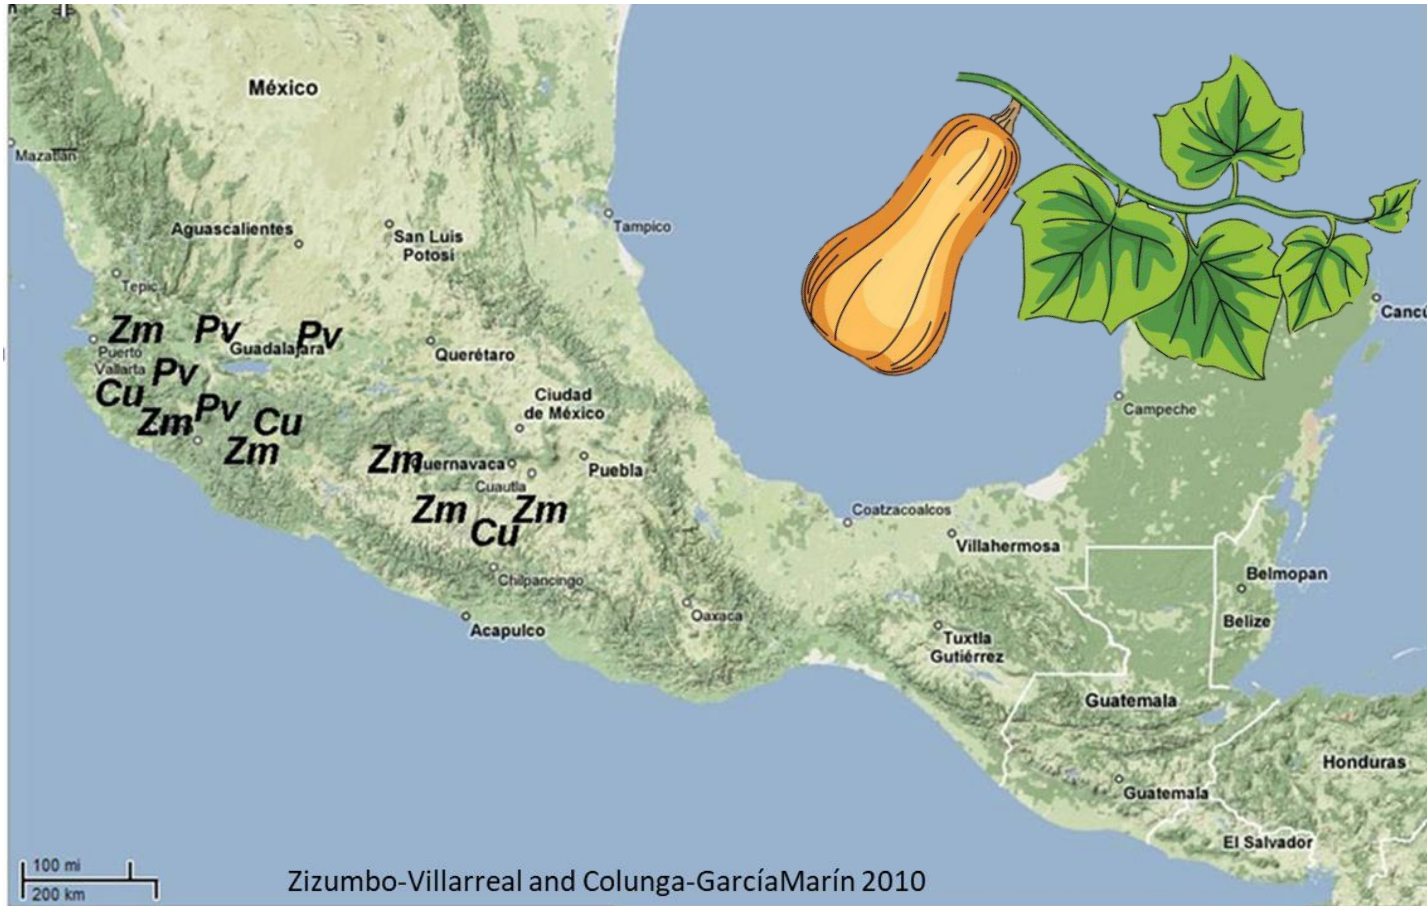 México
Mazatlán
Aguascalientes
San Luis
Potosí
Tampico
Tepic
Zm
Pv
Pv
Guadalajara
Puerto
Vallarta
Querétaro
Pv
Cu
Zm
Pv
Cu
Zm
Ciudad
de México
Cancú
Campeche
Zm
uernavaca
Puebla
Cuautla
Zm
Zm
Cu
Coatzacoalcos
Villahermosa
Chilpancingo
Acapulco
Oaxaca
Tuxtla
Gutiérrez
Belmopan
Belize
Guatemala
Honduras
Guatemala
El Salvador
100 mi
200 km
Zizumbo-Villarreal and Colunga-GarcíaMarín 2010